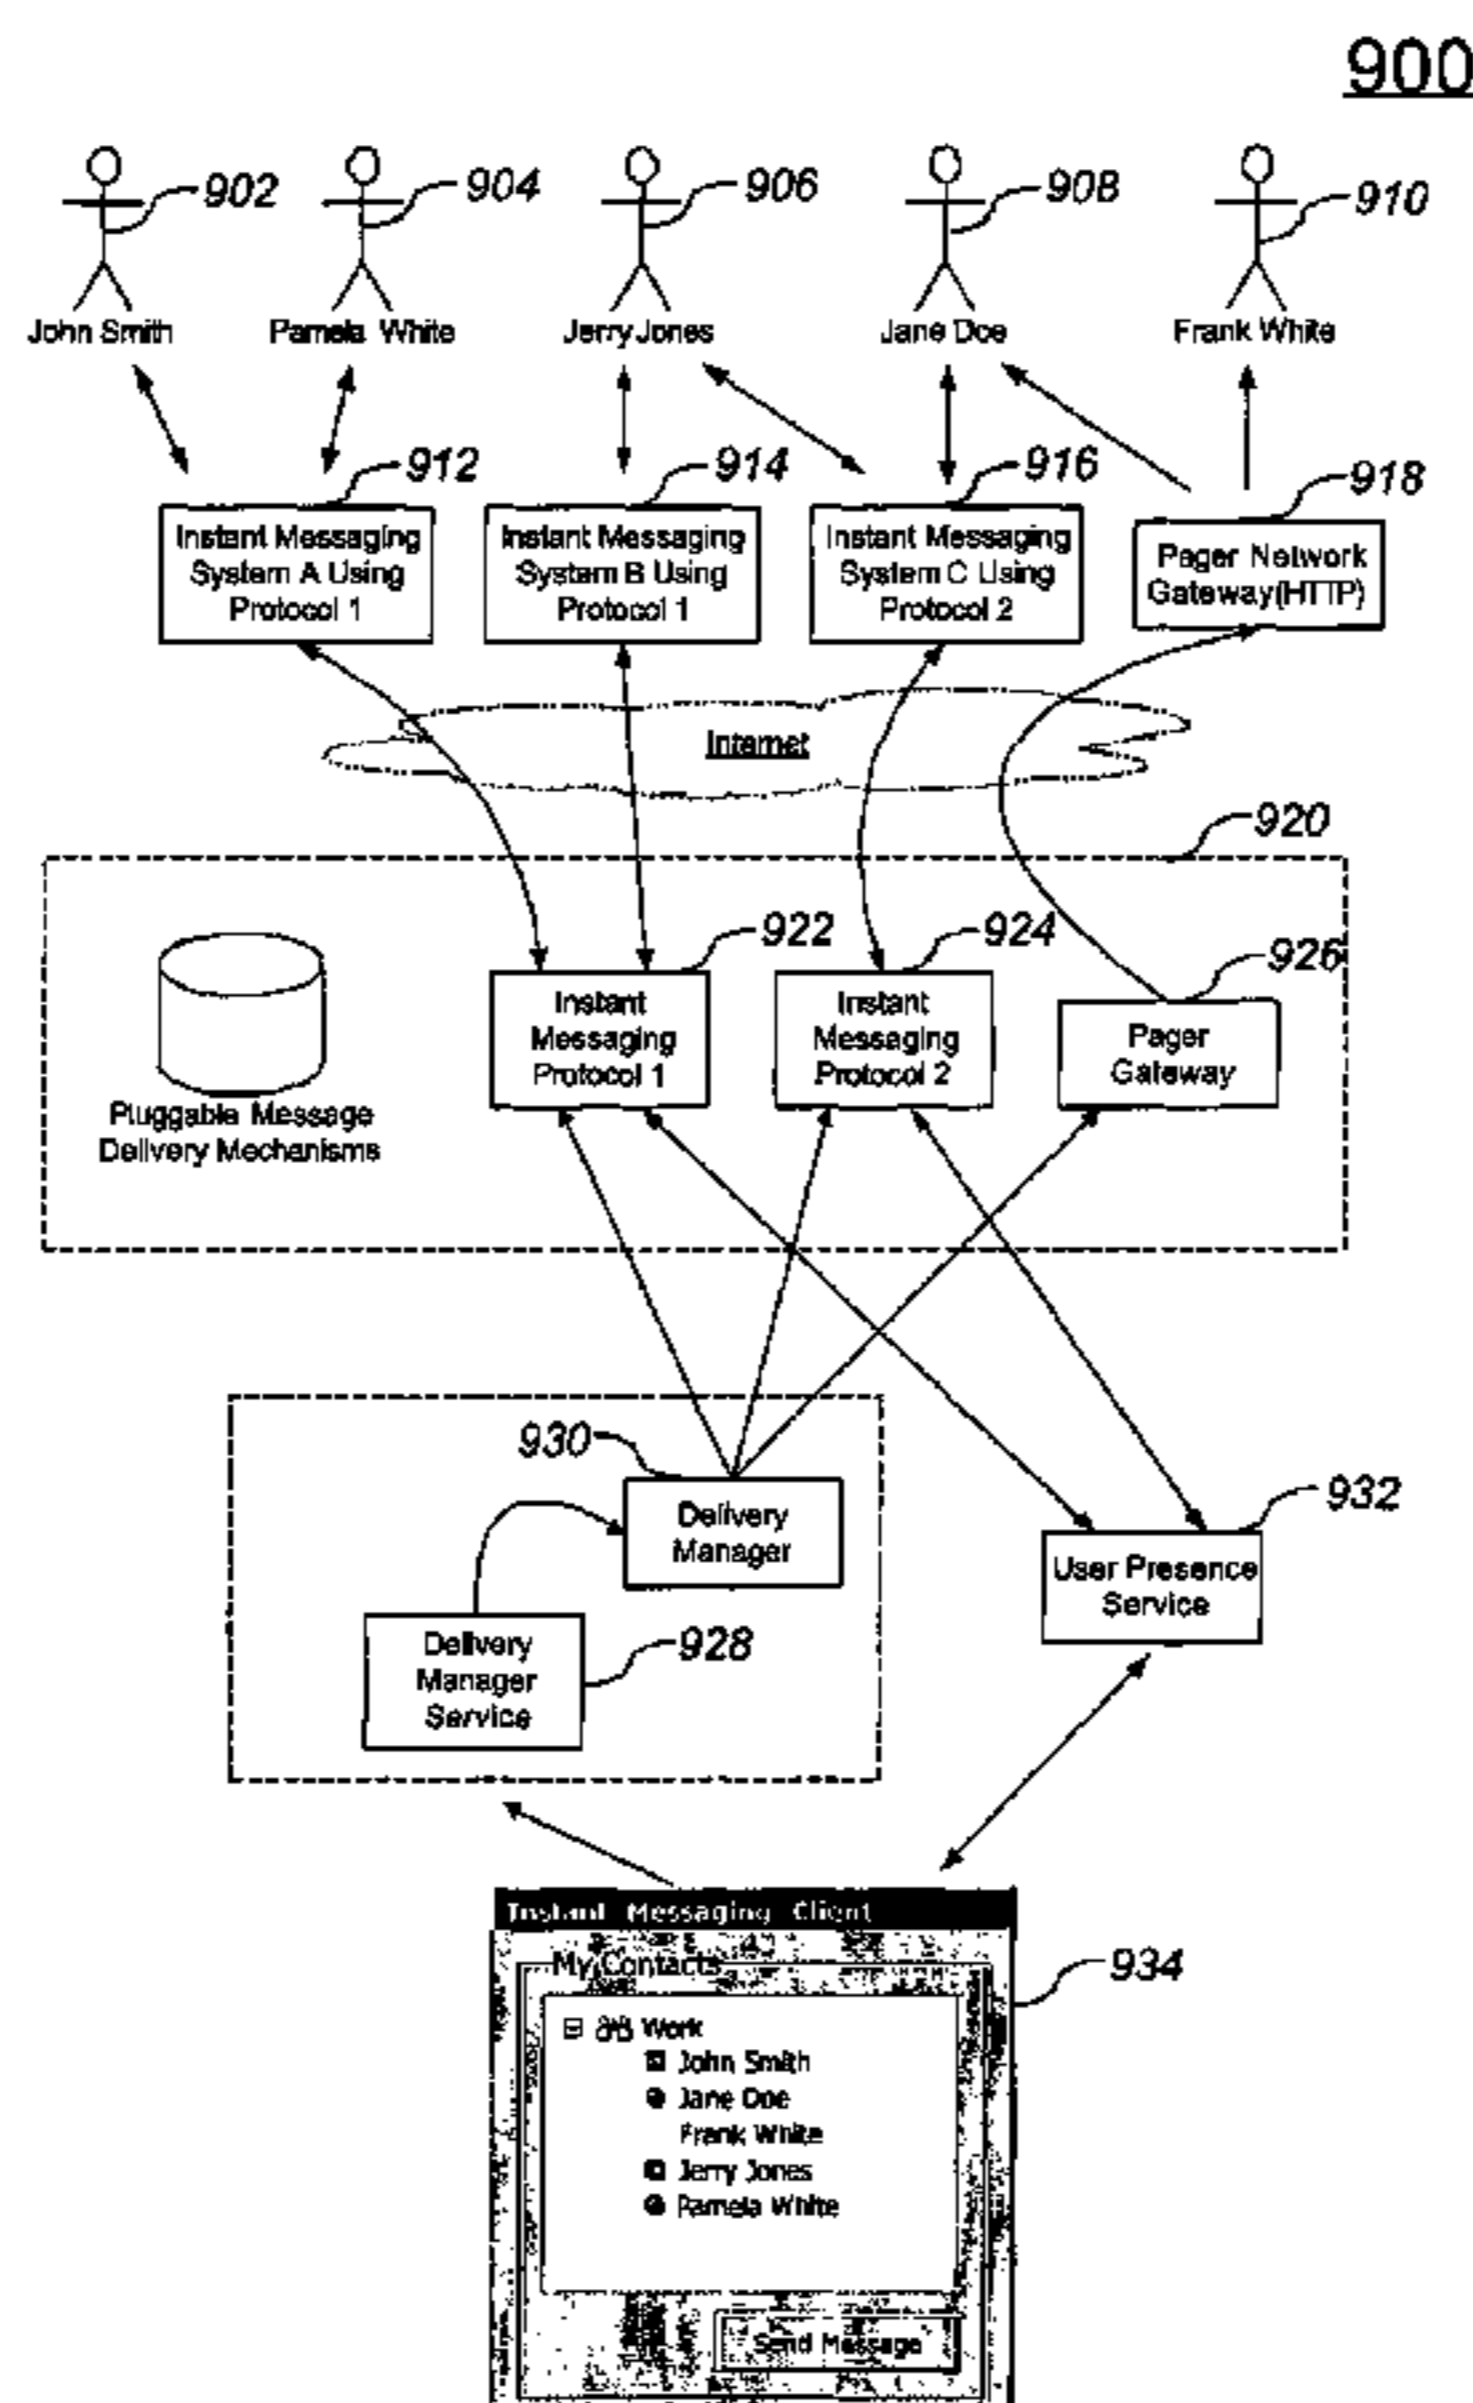 900
902
904
906
908
910
John Smith
Pamela White
Jerry Jones
Jane Doe
Frank White
912
914
916
918
Instant Messaging
System A Using
Protocol 1
Instant Messaging
System B Using
Protocol 1
Instant Messaging
System C Using
Protocol 2
Pager Network
Gateway(HTTP)
Internet
920
922
924
926
Instant
Messaging
Protocol 1
Instant
Messaging
Protocol 2
Pager
Gateway
Pluggable Message
Delivery Mechanisms
930
Delivery
Manager
932
User Presence
Service
928
Delivery
Manager
Service
Instant Messaging Client
934
My Contacts
Work
John Smith
Jane Doe
Frank White
Jerry Jones
Pamela White
Send Message